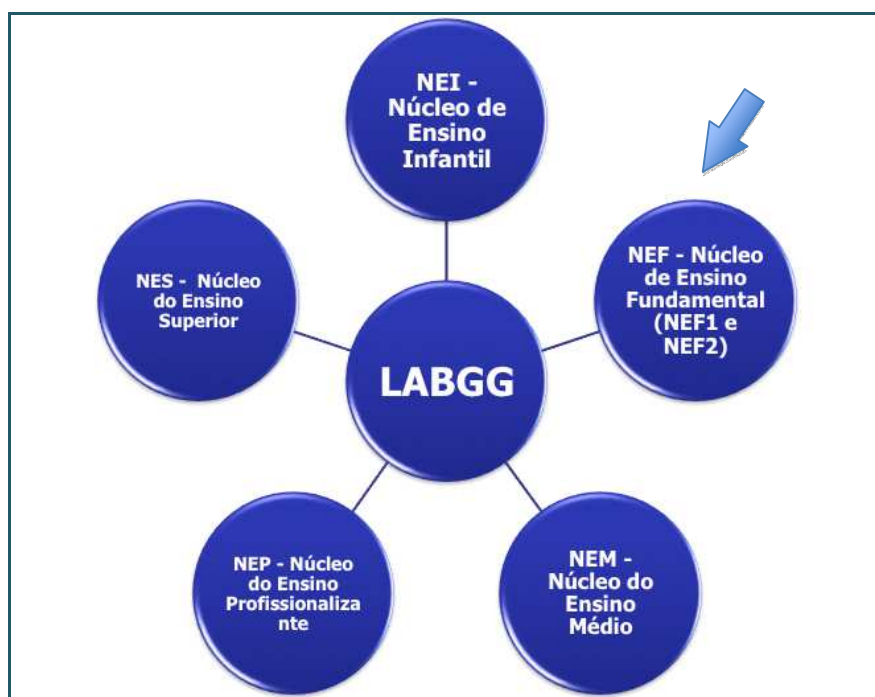 NEI -
Núcleo de
Ensino
Infantil
NEF - Núcleo
de Ensino
Fundamental
(NEF1 e
NEF2)
NES - Núcleo
do Ensino
Superior
LABGG
NEP - Núcleo
do Ensino
Profissionaliza
nte
NEM -
Núcleo do
Ensino
Médio